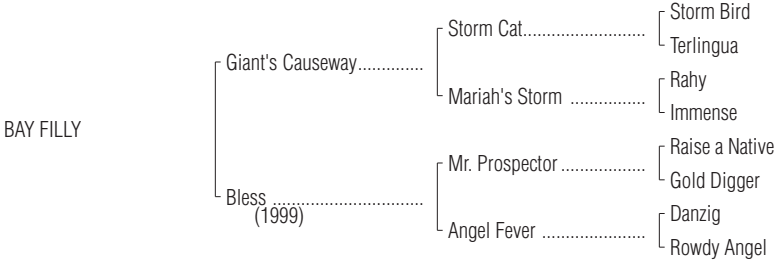 Storm Bird
Storm Cat.........................
Terlingua
Giant's Causeway..............
Rahy
Mariah's Storm ................
Immense
BAY FILLY
Raise a Native
Mr. Prospector..................
Gold Digger
Bless ................................
(1999)
Danzig
Angel Fever ......................
Rowdy Angel